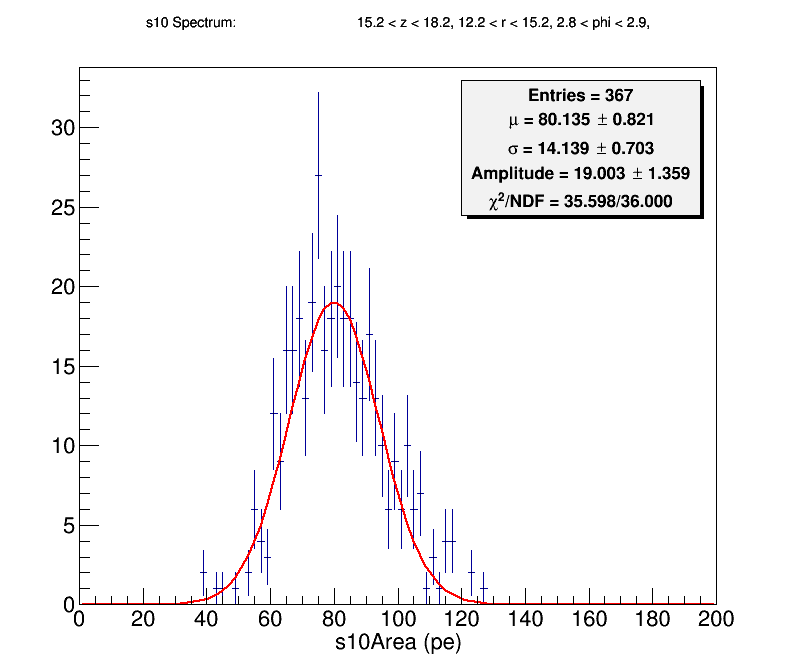 s10 Spectrum: 15.2 < z < 18.2, 12.2 < r < 15.2, 2.8 < phi < 2.9,
Entries = 367
μ = 80.135 ± 0.821
σ = 14.139 ± 0.703
Amplitude = 19.003 ± 1.359
χ²/NDF = 35.598/36.000
30
25
20
15
10
5
0
0 20 40 60 80 100 120 140 160 180 200
s10Area (pe)